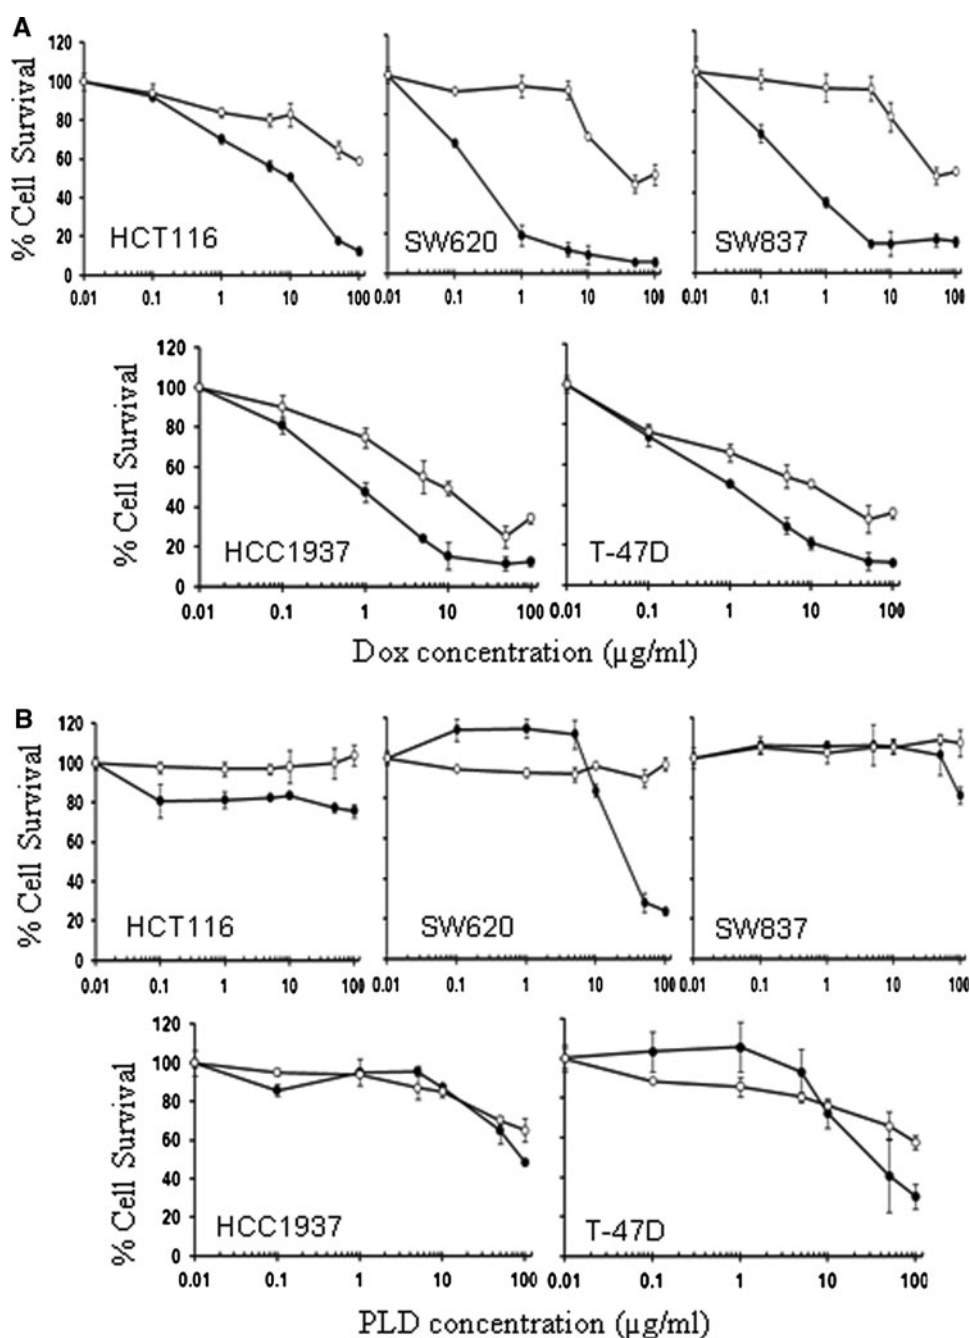 A
% Cell Survival
120
100
80
60
40
20
0
HCT116
SW620
SW837
0.01 0.1 1 10 100 0.01 0.1 1 10 100 0.01 0.1 1 10 100
% Cell Survival
120
100
80
60
40
20
0
HCC1937
T-47D
0.01 0.1 1 10 100 0.01 0.1 1 10 100
Dox concentration (µg/ml)
B
% Cell Survival
120
100
80
60
40
20
0
HCT116
SW620
SW837
0.01 0.1 1 10 100 0.01 0.1 1 10 100 0.01 0.1 1 10 100
% Cell Survival
120
100
80
60
40
20
0
HCC1937
T-47D
0.01 0.1 1 10 100 0.01 0.1 1 10 100
PLD concentration (µg/ml)